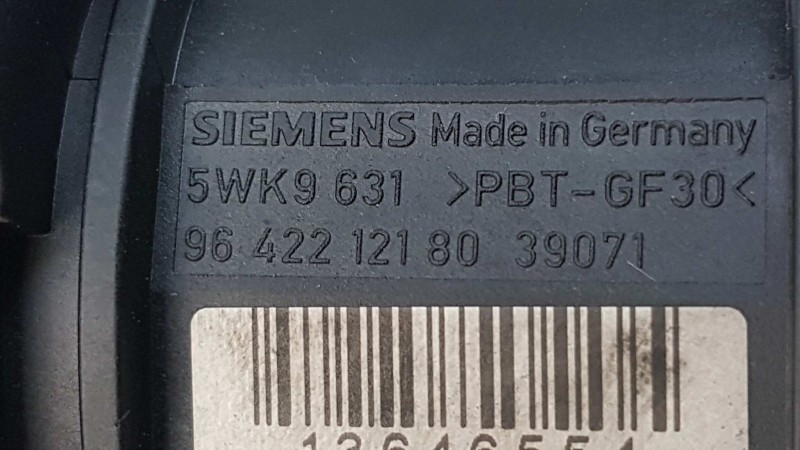 SIEMENS Made in Germany
5WK9 631 >PBT-GF30<
96 422 121 80 39071